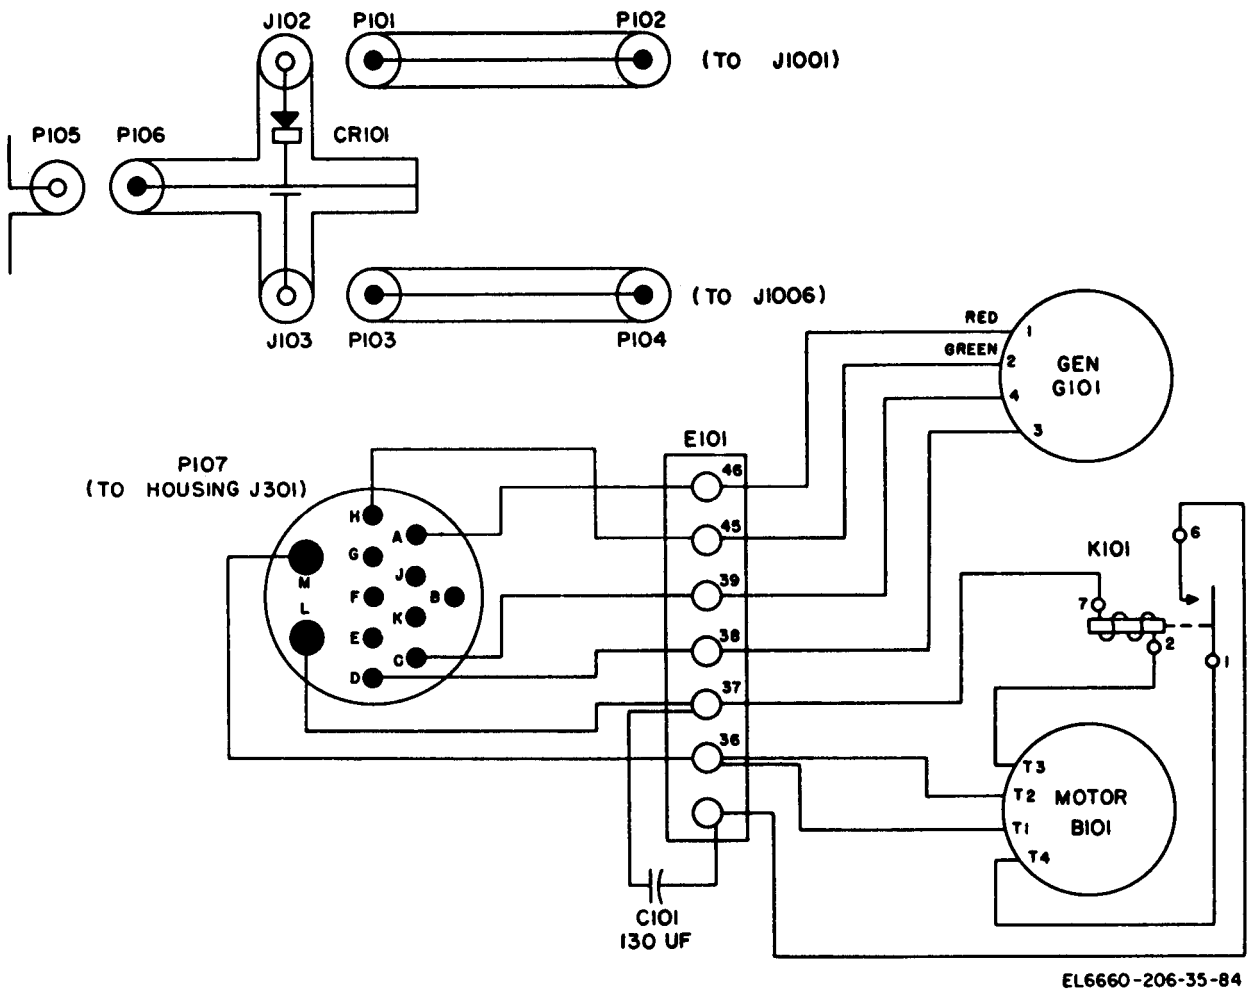 J102 P101 P102
(TO J1001)
P105 P106 CR101
(TO J1006)
J103 P103 P104
RED 1
GREEN 2
4
3
GEN
G101
E101
P107
(TO HOUSING J301)
46
45
39
38
37
36
H
A
G
J
M
F
B
L
K
E
C
D
K101
6
7
2
1
T3
T2
T1
T4
MOTOR
B101
C101
130 UF
EL6660-206-35-84